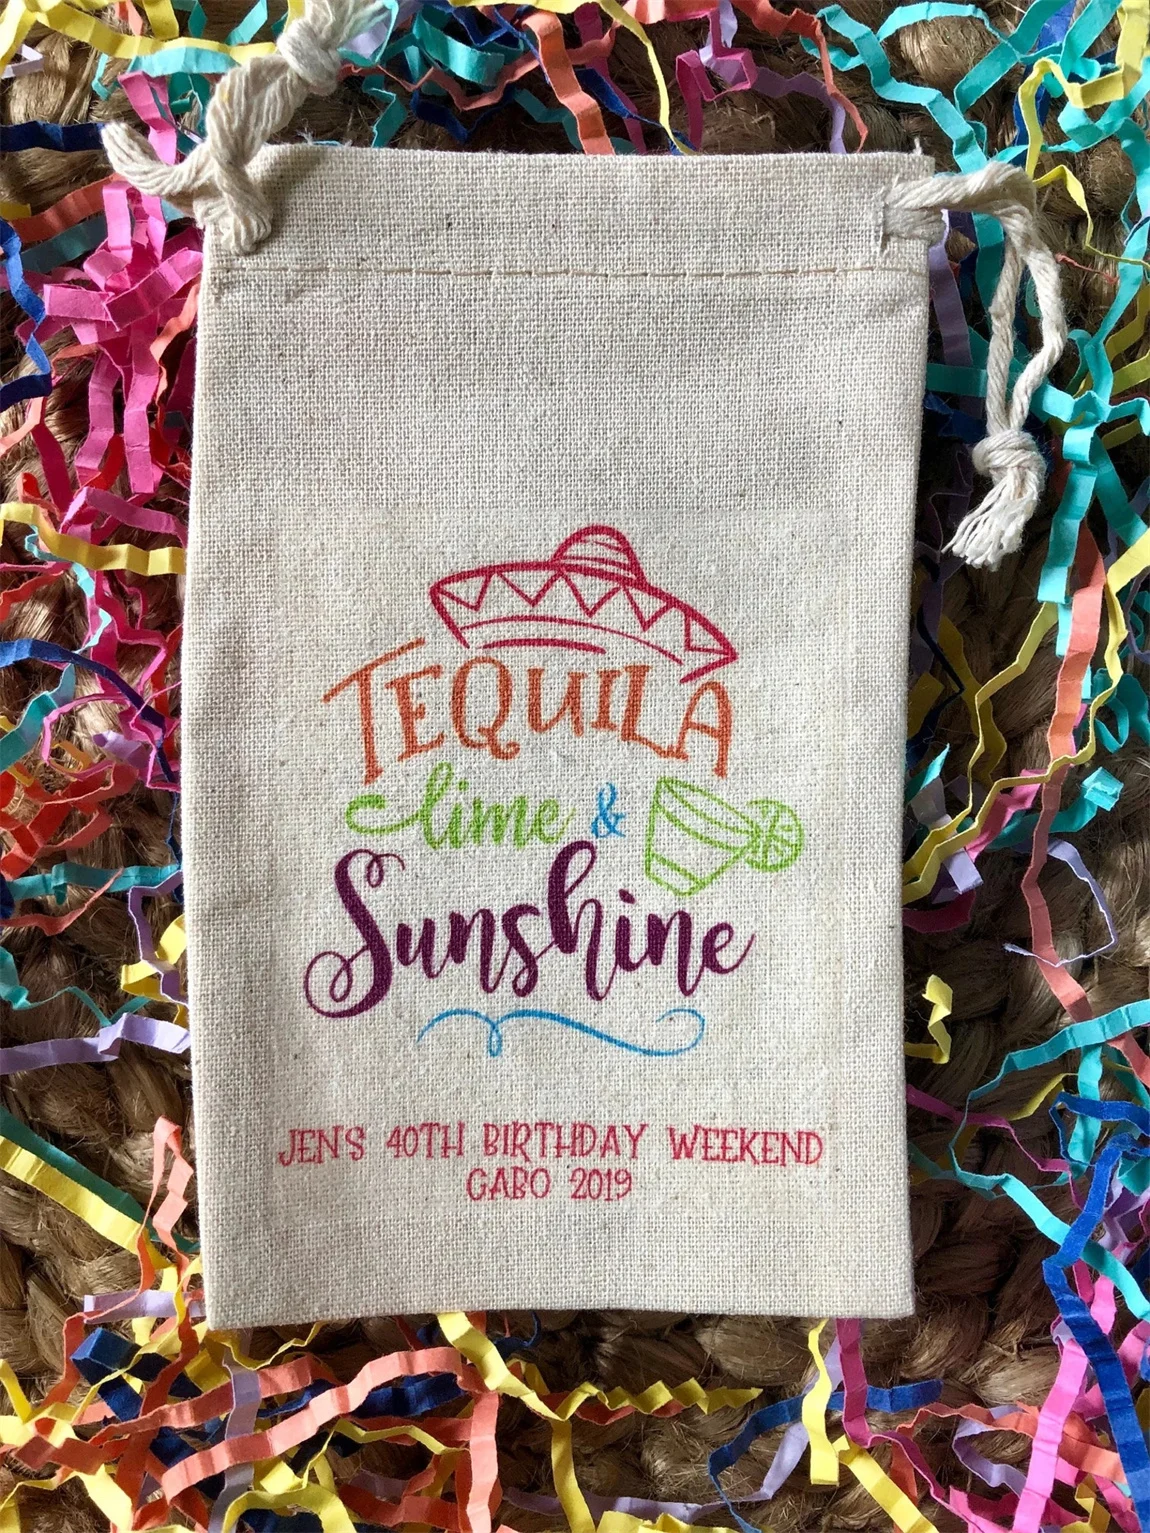 TEQUILA
lime &
Sunshine
JEN'S 40TH BIRTHDAY WEEKEND
CABO 2019